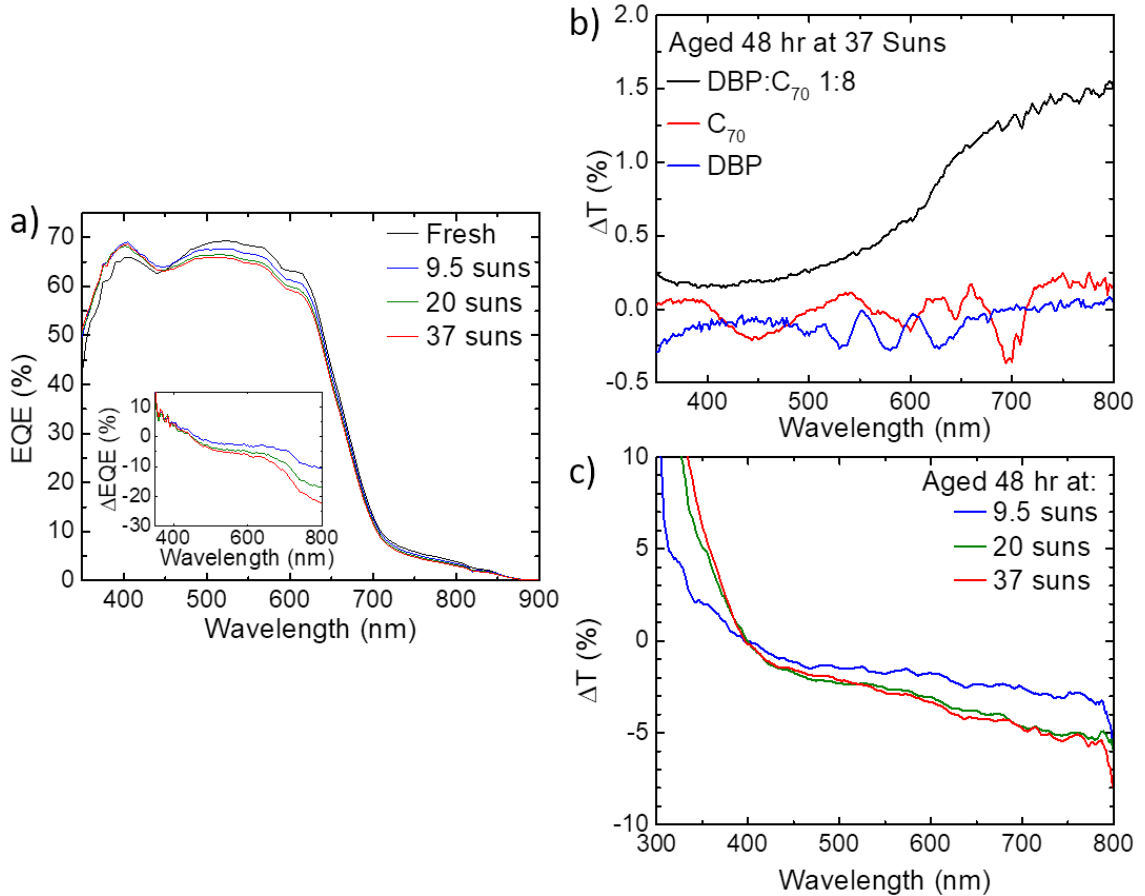 a)
EQE (%)
70
60
50
40
30
20
10
0
Fresh
9.5 suns
20 suns
37 suns
ΔEQE (%)
10
0
-10
-20
-30
400 500 600 700 800
Wavelength (nm)
400 500 600 700 800 900
Wavelength (nm)
b)
ΔT (%)
2.0
1.5
1.0
0.5
0.0
-0.5
Aged 48 hr at 37 Suns
DBP:C₇₀ 1:8
C₇₀
DBP
400 500 600 700 800
Wavelength (nm)
c)
ΔT (%)
10
5
0
-5
-10
Aged 48 hr at:
9.5 suns
20 suns
37 suns
300 400 500 600 700 800
Wavelength (nm)